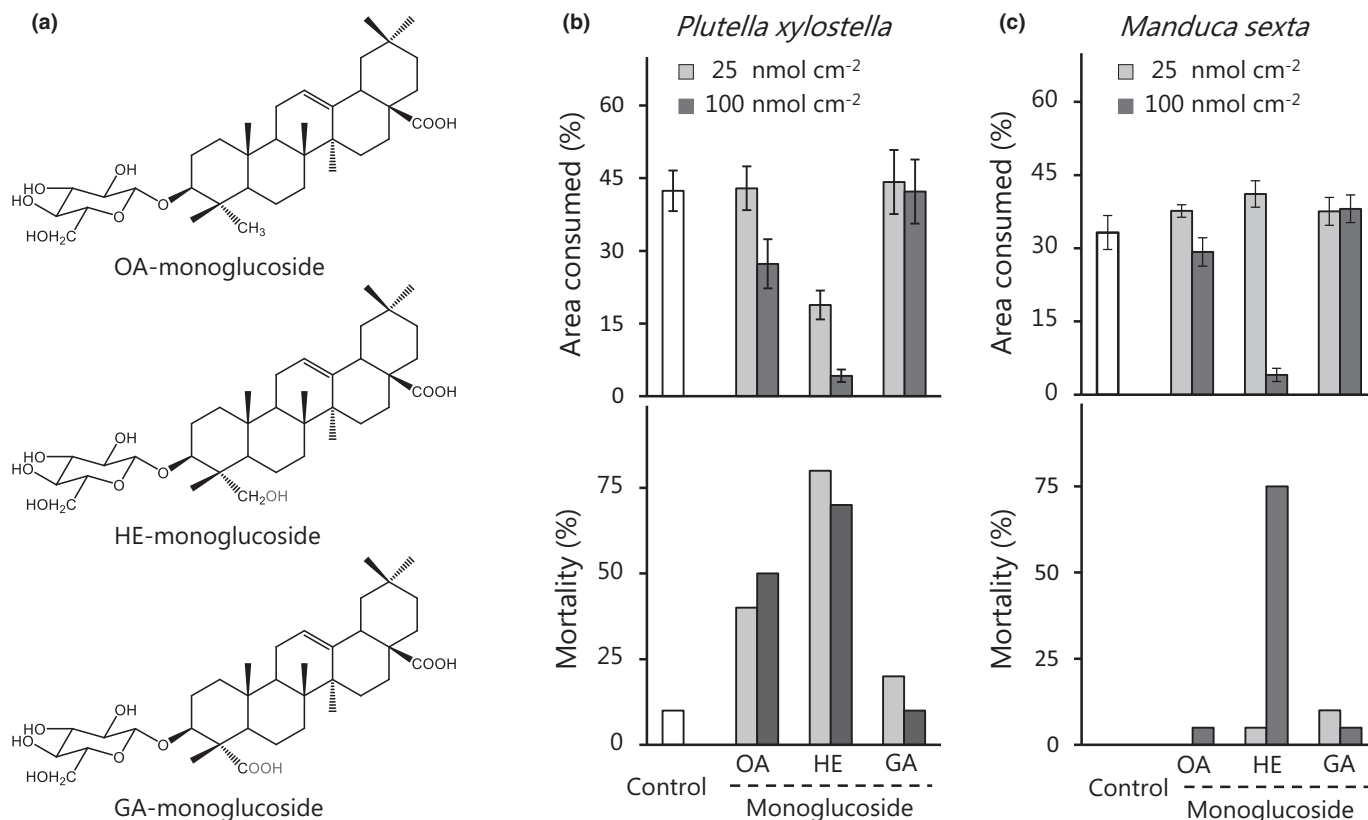 (a)
COOH
OH
HO
HO
HOH₂C
O
O
CH₃
OA-monoglucoside
COOH
OH
HO
HO
HOH₂C
O
O
CH₂OH
HE-monoglucoside
COOH
OH
HO
HO
HOH₂C
O
O
COOH
GA-monoglucoside
(b) Plutella xylostella
25 nmol cm⁻²
100 nmol cm⁻²
Area consumed (%)
60
45
30
15
0
Mortality (%)
75
50
25
0
Control
OA HE GA
Monoglucoside
(c) Manduca sexta
25 nmol cm⁻²
100 nmol cm⁻²
Area consumed (%)
60
45
30
15
0
Mortality (%)
75
50
25
0
Control
OA HE GA
Monoglucoside